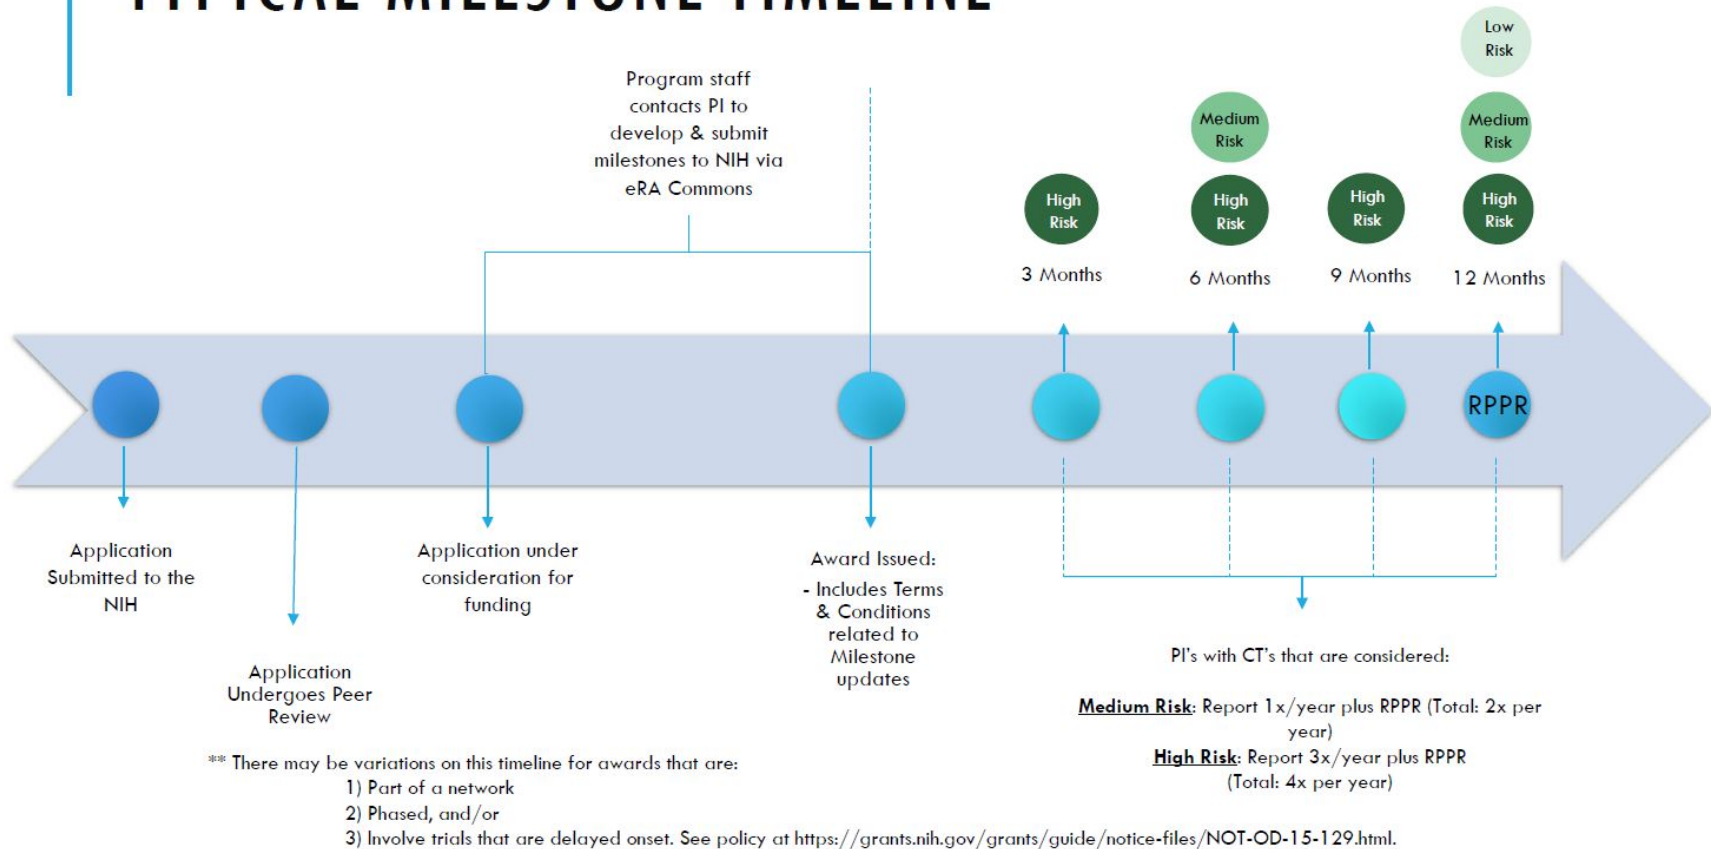 TYPICAL MILESTONE TIMELINE
Program staff
contacts PI to
develop & submit
milestones to NIH via
eRA Commons
Low
Risk
Medium
Risk
Medium
Risk
High
Risk
High
Risk
High
Risk
High
Risk
3 Months
6 Months
9 Months
12 Months
RPPR
Application
Submitted to the
NIH
Application
Undergoes Peer
Review
Application under
consideration for
funding
Award Issued:
- Includes Terms
& Conditions
related to
Milestone
updates
PI's with CT's that are considered:
Medium Risk: Report 1x/year plus RPPR (Total: 2x per
year)
High Risk: Report 3x/year plus RPPR
(Total: 4x per year)
** There may be variations on this timeline for awards that are:
1) Part of a network
2) Phased, and/or
3) Involve trials that are delayed onset. See policy at https://grants.nih.gov/grants/guide/notice-files/NOT-OD-15-129.html.